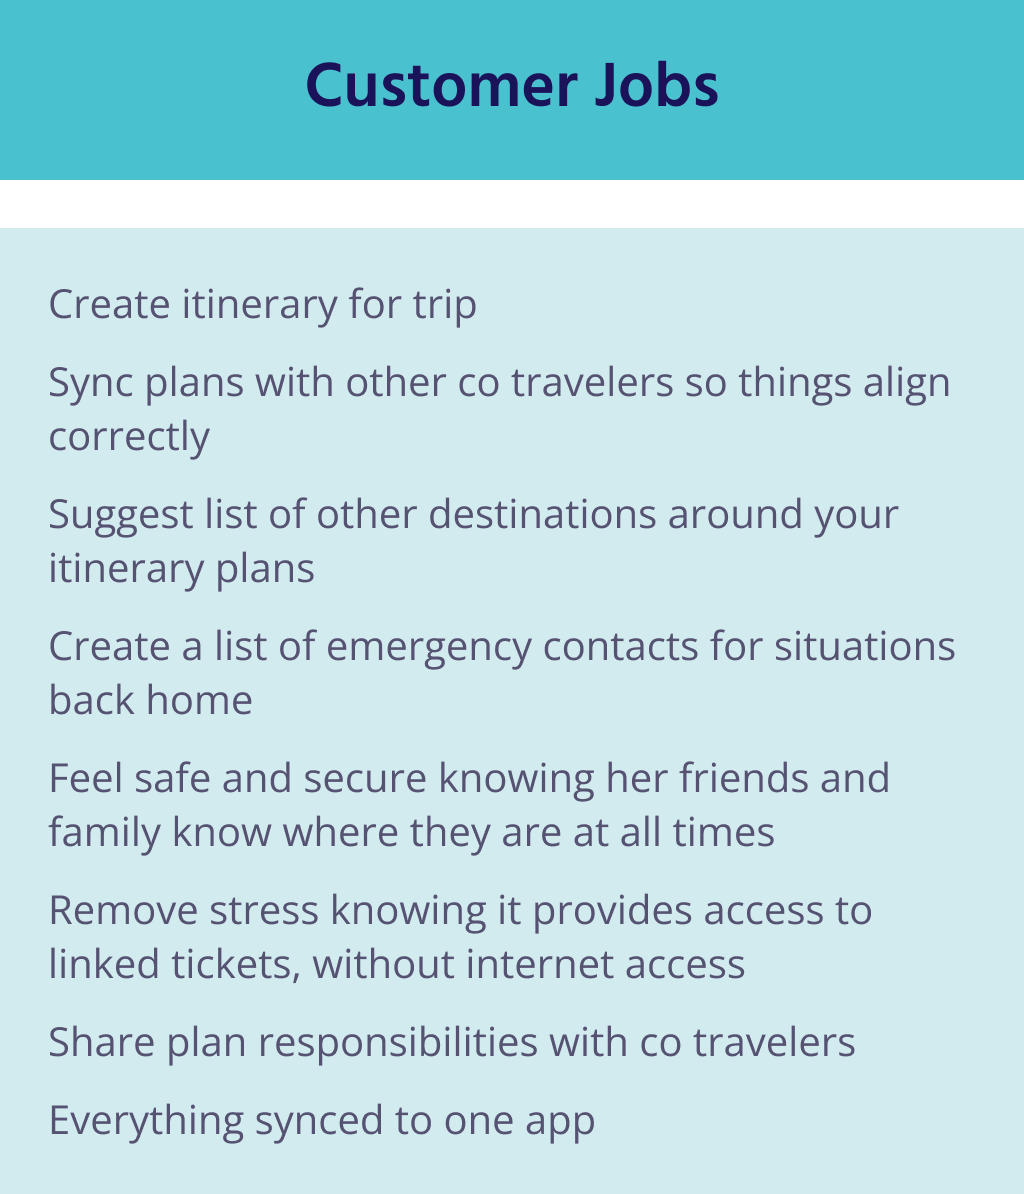 Customer Jobs
Create itinerary for trip
Sync plans with other co travelers so things align
correctly
Suggest list of other destinations around your
itinerary plans
Create a list of emergency contacts for situations
back home
Feel safe and secure knowing her friends and
family know where they are at all times
Remove stress knowing it provides access to
linked tickets, without internet access
Share plan responsibilities with co travelers
Everything synced to one app